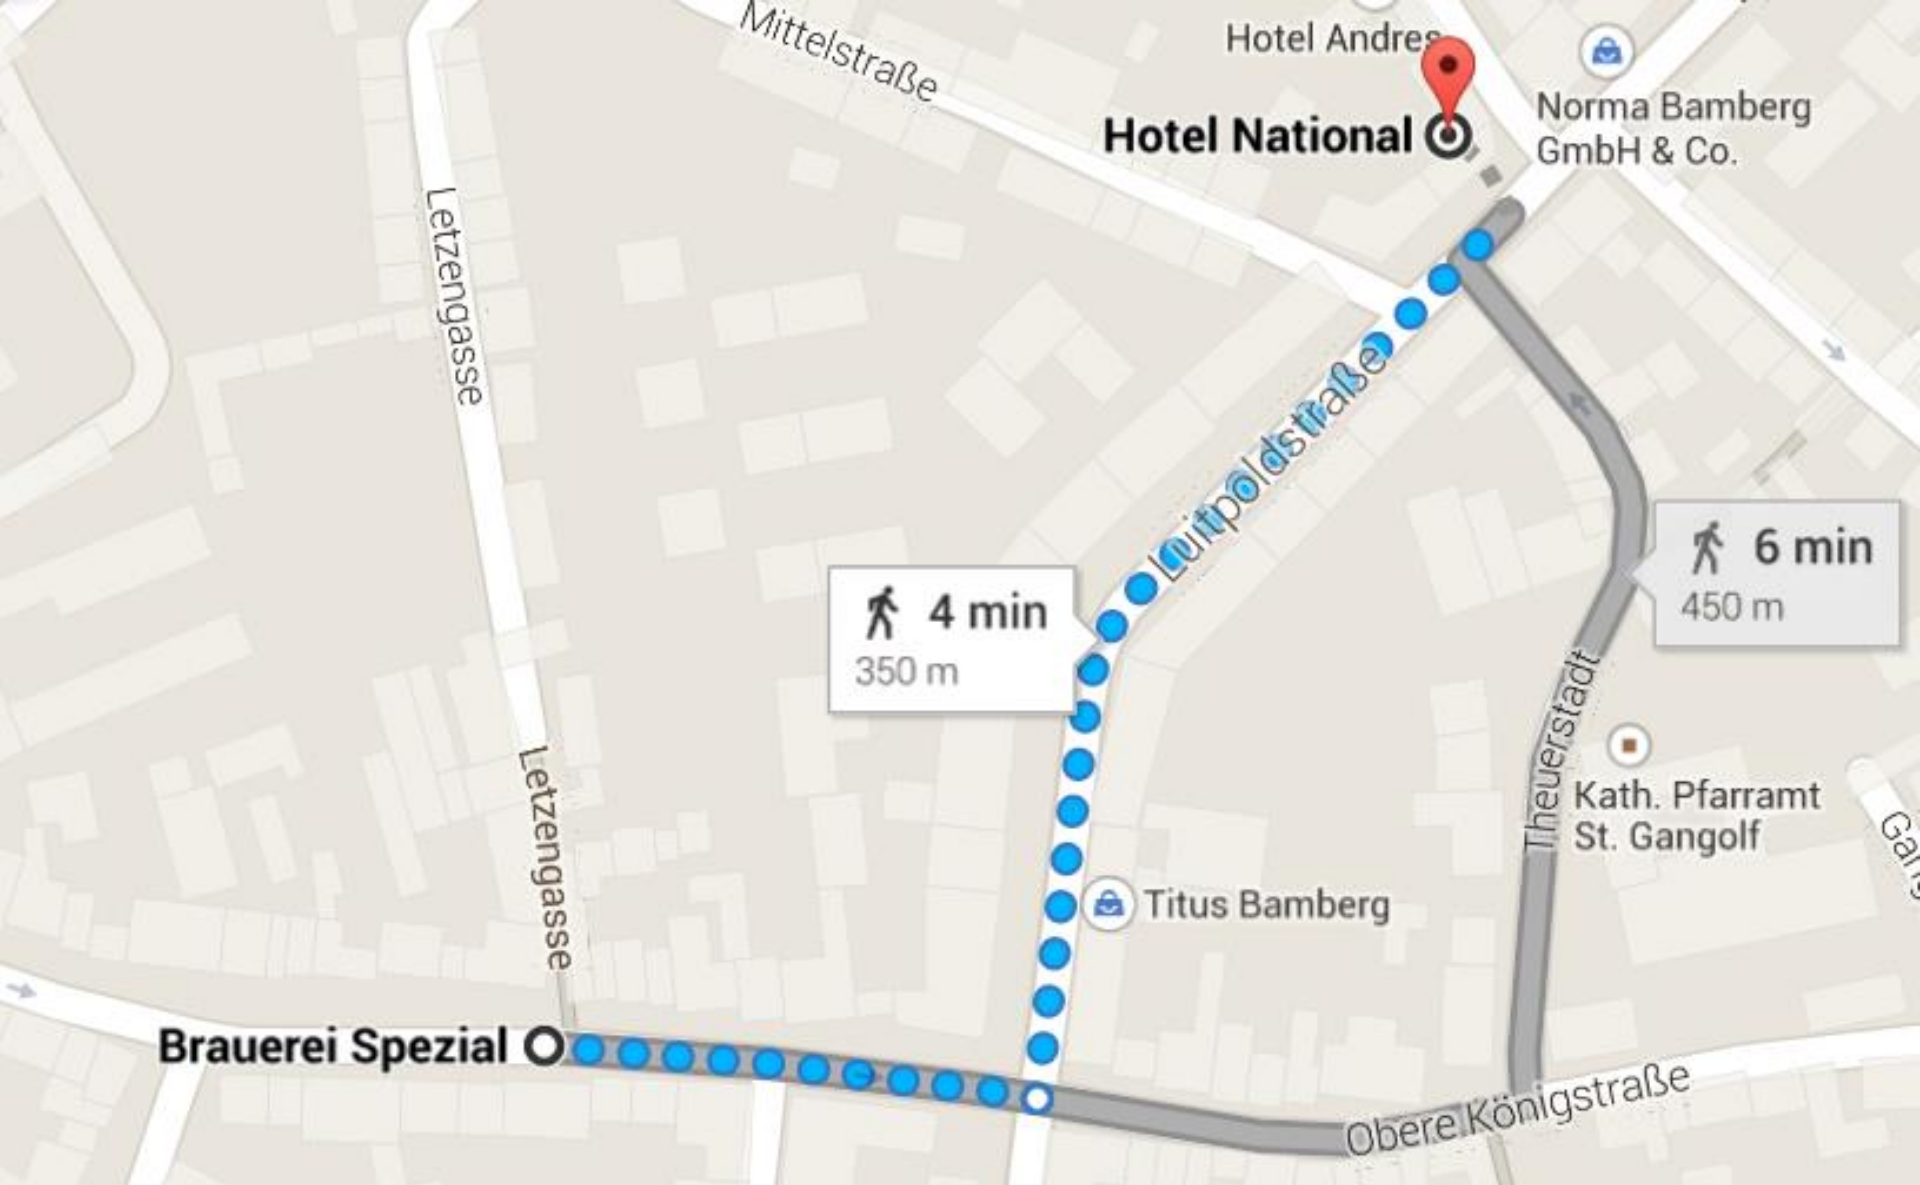 Mittelstraße
Hotel Andres
Hotel National
Norma Bamberg
GmbH & Co.
Letzengasse
Luitpoldstraße
4 min
350 m
6 min
450 m
Theuerstadt
Kath. Pfarramt
St. Gangolf
Letzengasse
Titus Bamberg
Brauerei Spezial
Obere Königstraße